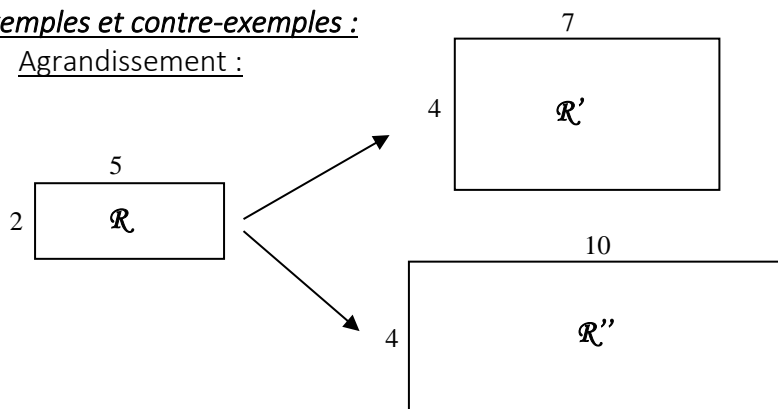 emples et contre-exemples :
Agrandissement :
7
4
R’
5
2
R
10
4
R’’